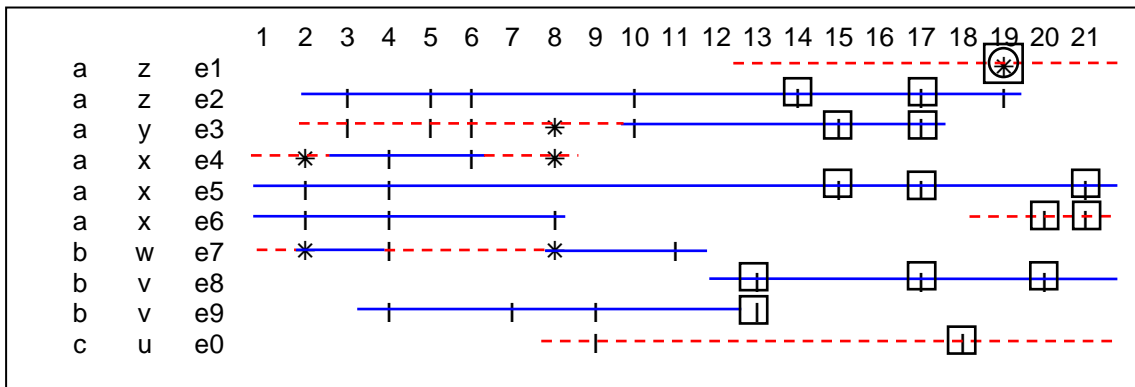 1 2 3 4 5 6 7 8 9 10 11 12 13 14 15 16 17 18 19 20 21
a z e1
a z e2
a y e3
a x e4
a x e5
a x e6
b w e7
b v e8
b v e9
c u e0